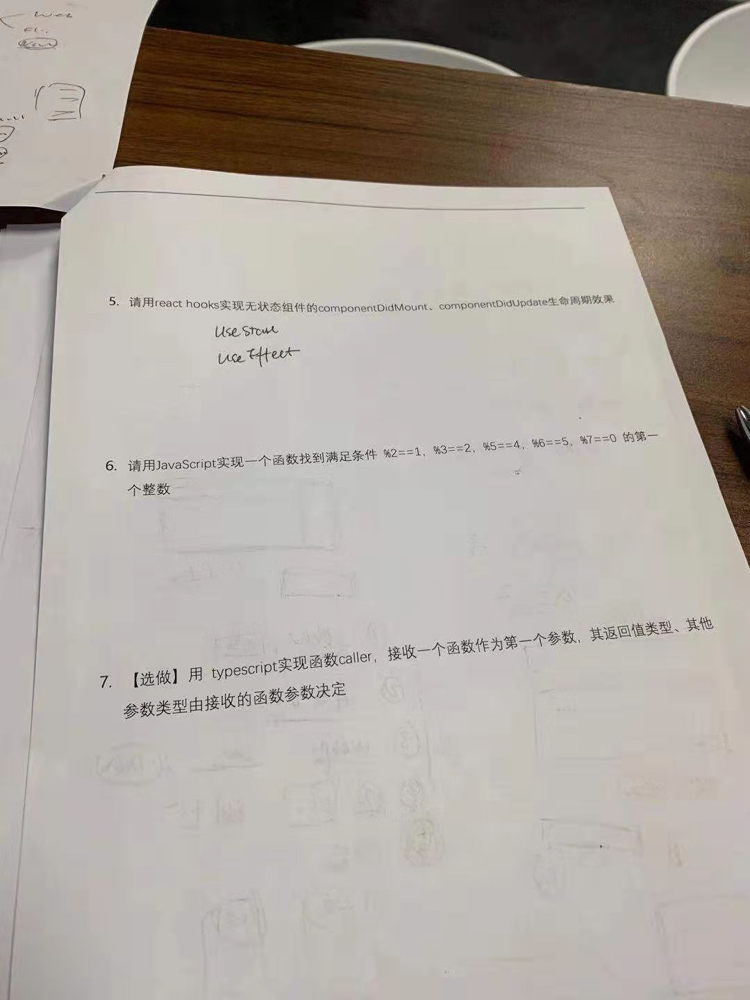 Web
5. 请用react hooks实现无状态组件的componentDidMount、componentDidUpdate生命周期效果
Use State
Use Effect
6. 请用JavaScript实现一个函数找到满足条件 %2==1，%3==2，%5==4，%6==5，%7==0 的第一
个整数
7. 【选做】用 typescript实现函数caller，接收一个函数作为第一个参数，其返回值类型、其他
参数类型由接收的函数参数决定